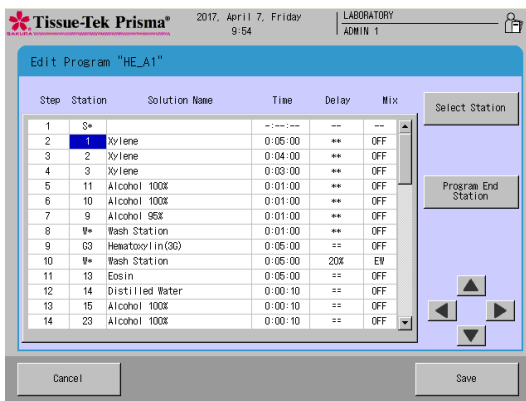 SAKURA Tissue-Tek Prisma® 2017, April 7, Friday LABORATORY
9:54 ADMIN 1
Edit Program "HE_A1"
Step Station Solution Name Time Delay Mix
1 S* -:--:-- -- --
2 1 Xylene 0:05:00 ** OFF
3 2 Xylene 0:04:00 ** OFF
4 3 Xylene 0:03:00 ** OFF
5 11 Alcohol 100% 0:01:00 ** OFF
6 10 Alcohol 100% 0:01:00 ** OFF
7 9 Alcohol 95% 0:01:00 ** OFF
8 W* Wash Station 0:01:00 ** OFF
9 G3 Hematoxylin(3G) 0:05:00 == OFF
10 W* Wash Station 0:05:00 20% EW
11 13 Eosin 0:05:00 == OFF
12 14 Distilled Water 0:00:10 == OFF
13 15 Alcohol 100% 0:00:10 == OFF
14 23 Alcohol 100% 0:00:10 == OFF
Select Station
Program End
Station
Cancel
Save